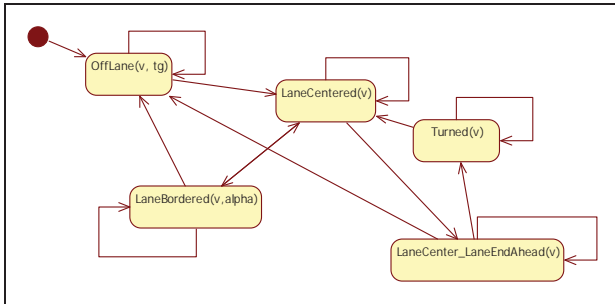 OffLane(v, tg)
LaneCentered(v)
Turned(v)
LaneBordered(v,alpha)
LaneCenter_LaneEndAhead(v)